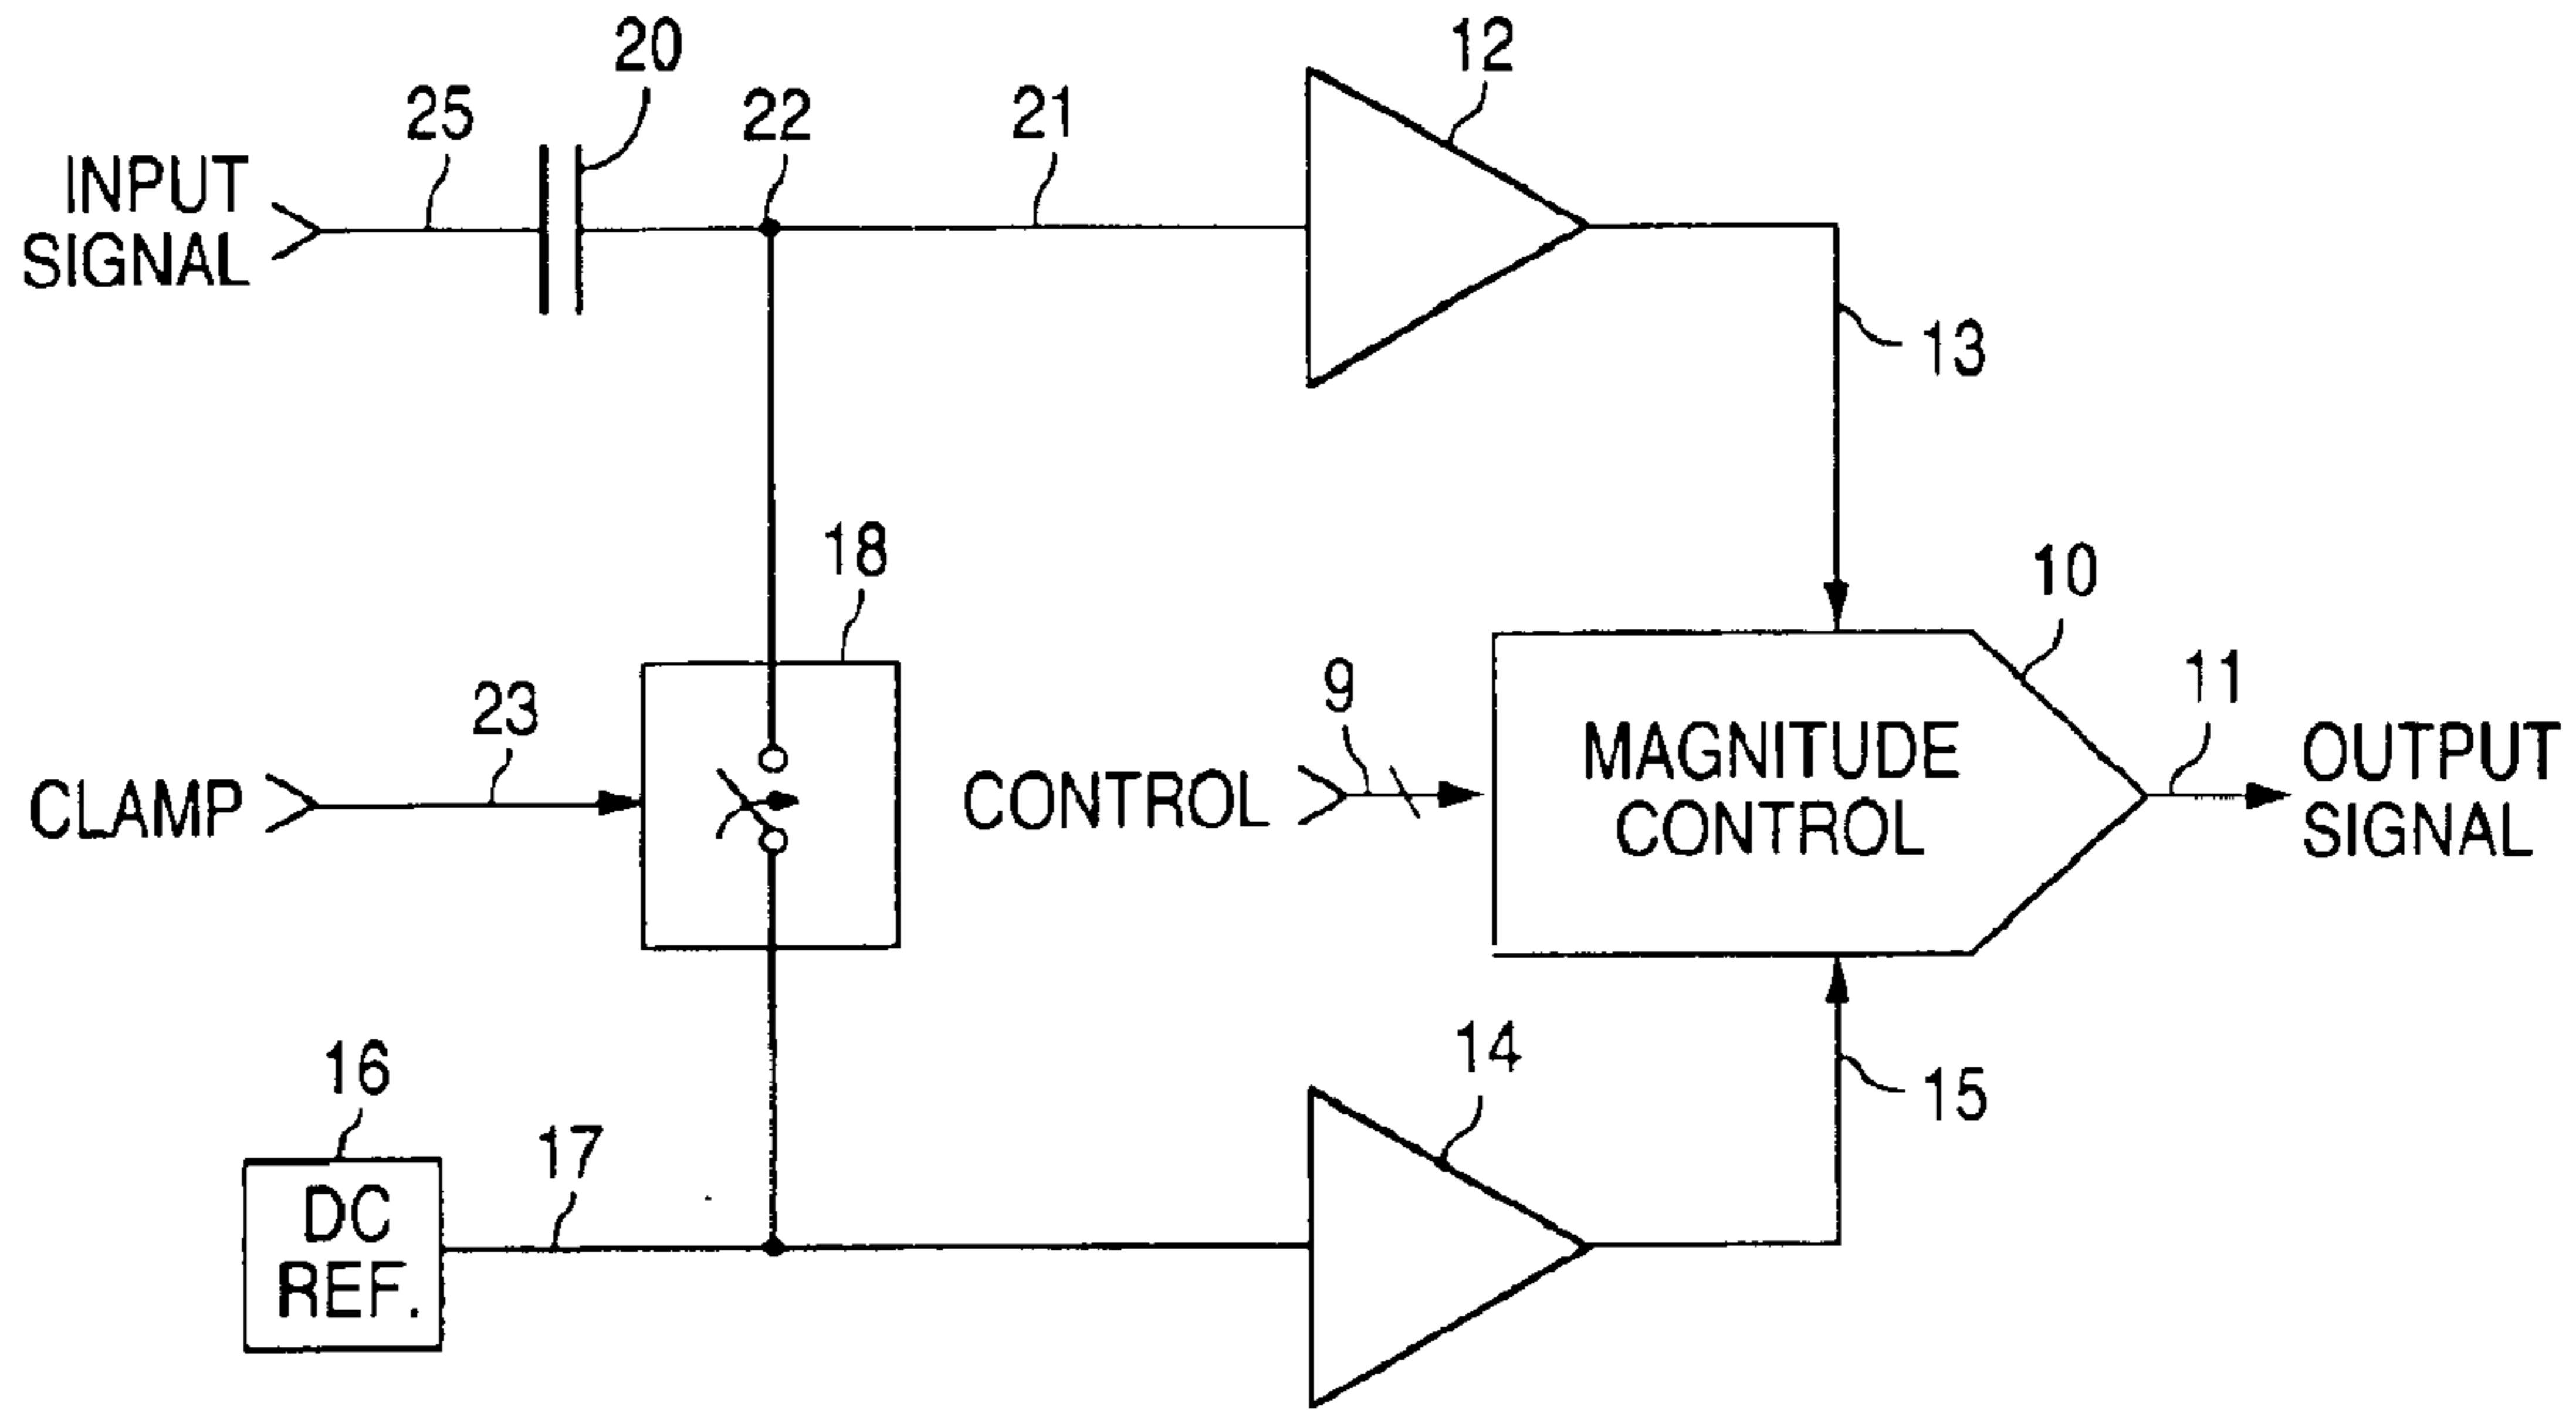 20
12
25
22
21
INPUT
SIGNAL
13
18
10
9
11
23
MAGNITUDE
CONTROL
OUTPUT
SIGNAL
CLAMP
CONTROL
14
16
15
17
DC
REF.